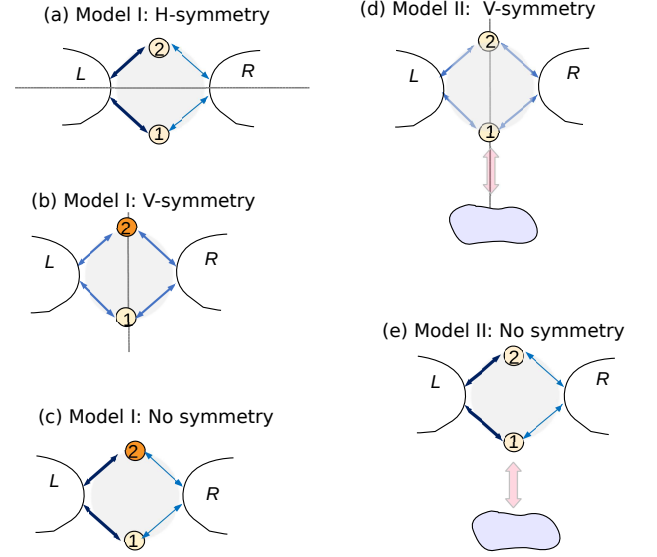 (a) Model I: H-symmetry
2
L
R
1
(b) Model I: V-symmetry
2
L
R
1
(c) Model I: No symmetry
2
L
R
1
(d) Model II: V-symmetry
2
L
R
1
(e) Model II: No symmetry
2
L
R
1